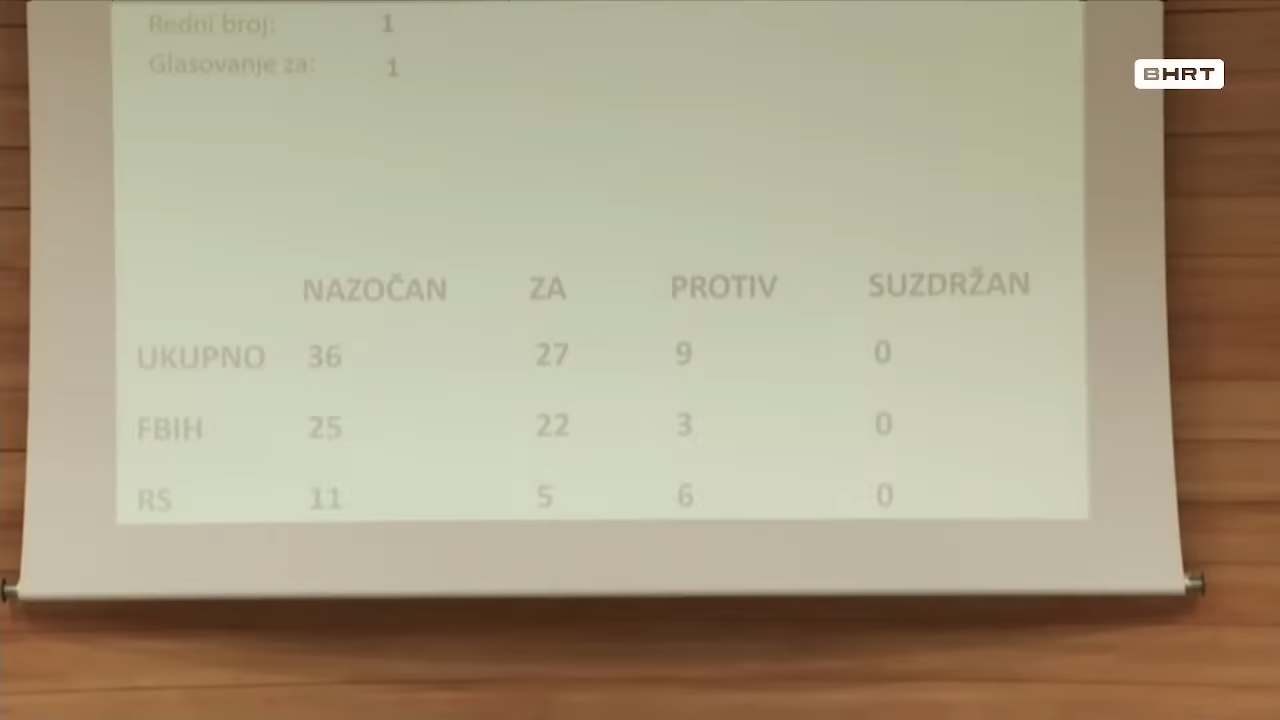 Redni broj: 1
BHRT
Glasovanje za: 1
NAZOČAN ZA PROTIV SUZDRŽAN
UKUPNO 36 27 9 0
FBIH 25 22 3 0
RS 11 5 6 0